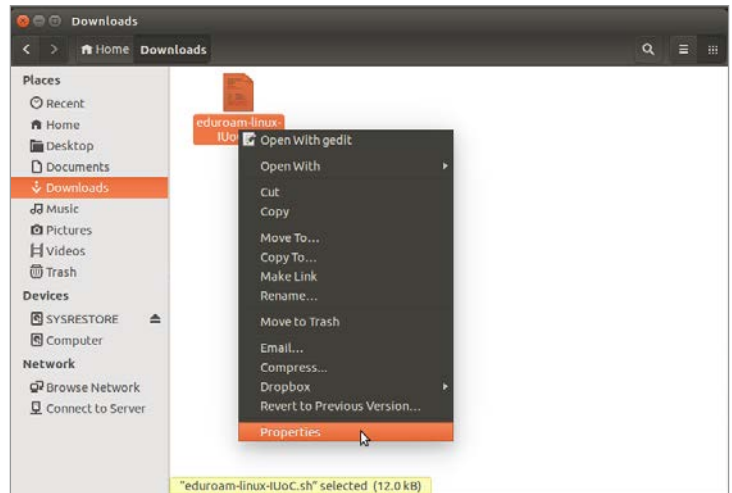 Downloads
Home Downloads
Places
Recent
Home
Desktop
Documents
Downloads
Music
Pictures
Videos
Trash
Devices
SYSRESTORE
Computer
Network
Browse Network
Connect to Server
eduroam-linux-
IUo
Open With gedit
Open With
Cut
Copy
Move To...
Copy To...
Make Link
Rename...
Move to Trash
Email...
Compress...
Dropbox
Revert to Previous Version...
Properties
"eduroam-linux-IUoC.sh" selected (12.0 kB)